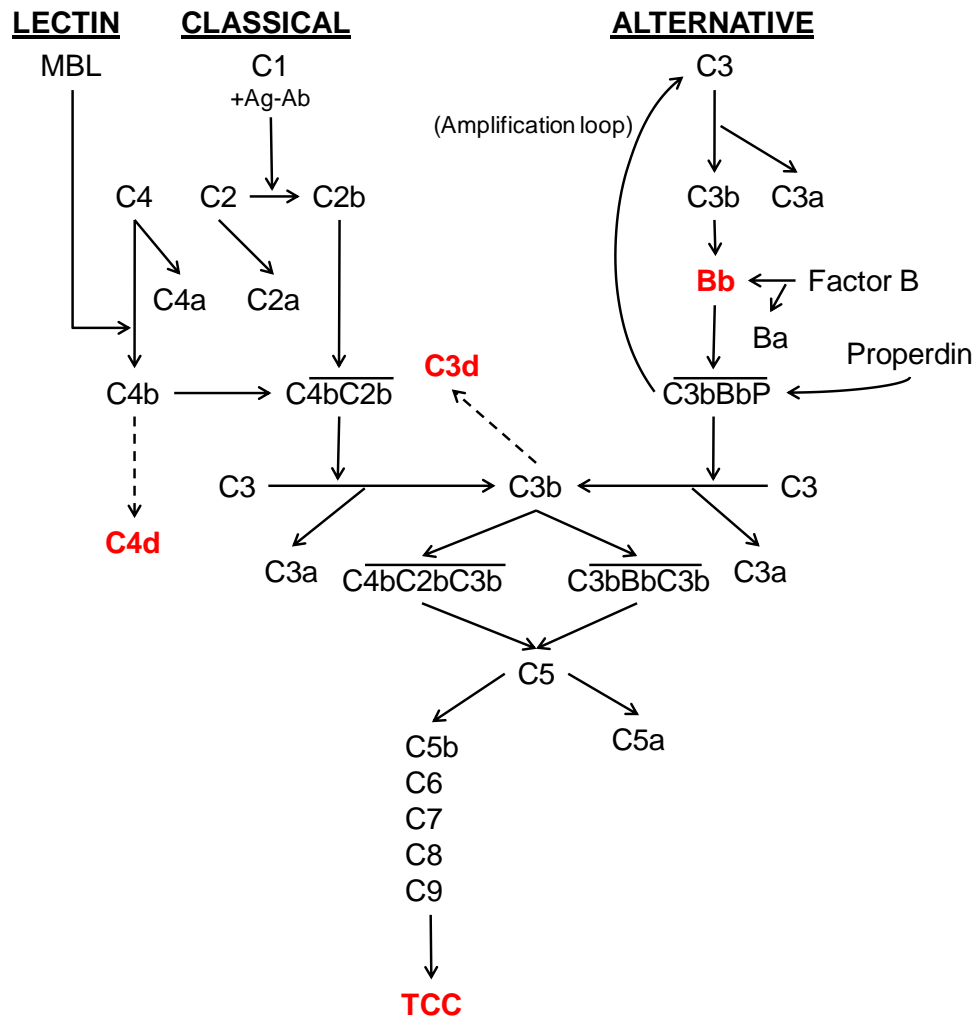 LECTIN CLASSICAL ALTERNATIVE
MBL C1 C3
+Ag-Ab
(Amplification loop)
C4 C2 C2b C3b C3a
C4a C2a Bb Factor B
Ba
Properdin
C3d
C4b C4bC2b C3bBbP
C3 C3b C3
C4d
C3a C4bC2bC3b C3bBbC3b C3a
C5
C5b C5a
C6
C7
C8
C9
TCC